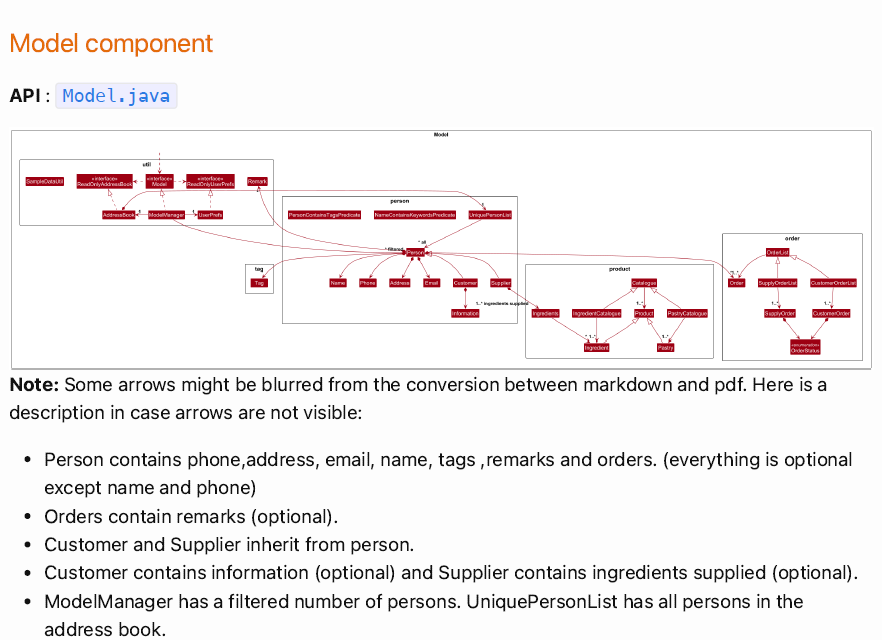 Model component
API : Model.java
Model
util
SampleDataUtil
«interface»
ReadOnlyAddressBook
«interface»
Model
«interface»
ReadOnlyUserPrefs
Remark
AddressBook
1
ModelManager
1
UserPrefs
person
PersonContainsTagsPredicate
NameContainsKeywordsPredicate
UniquePersonList
* all
* filtered
Person
Name
Phone
Address
Email
Customer
Supplier
Information
1..* ingredients supplied
tag
Tag
product
Catalogue
Ingredients
IngredientCatalogue
1..*
Product
PastryCatalogue
1..*
Ingredient
Pastry
order
OrderList
Order
SupplyOrderList
CustomerOrderList
1..*
1..*
SupplyOrder
CustomerOrder
«enumeration»
OrderStatus
Note: Some arrows might be blurred from the conversion between markdown and pdf. Here is a
description in case arrows are not visible:
• Person contains phone,address, email, name, tags ,remarks and orders. (everything is optional
except name and phone)
• Orders contain remarks (optional).
• Customer and Supplier inherit from person.
• Customer contains information (optional) and Supplier contains ingredients supplied (optional).
• ModelManager has a filtered number of persons. UniquePersonList has all persons in the
address book.